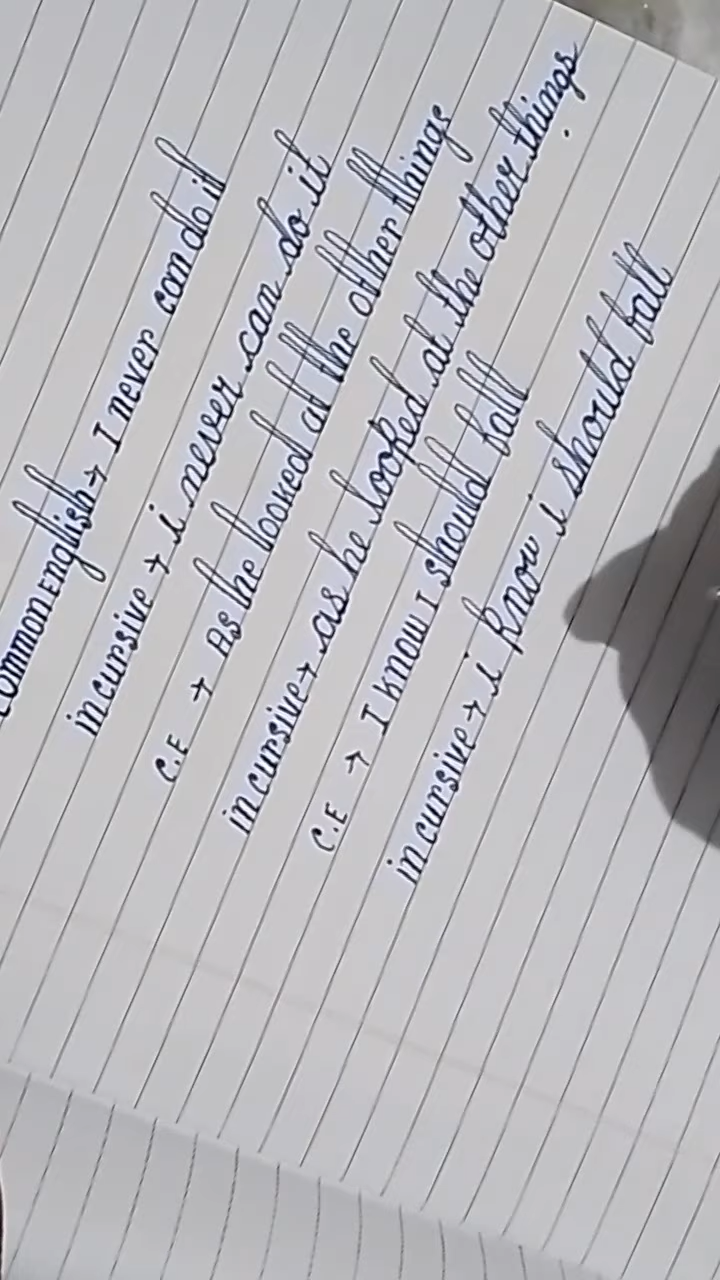 Common English → I never can do it
in cursive → i never can do it
C.E → As he looked at the other things
in cursive → as he looked at the other things.
C.E → I know I should fall
in cursive → i know i should fall